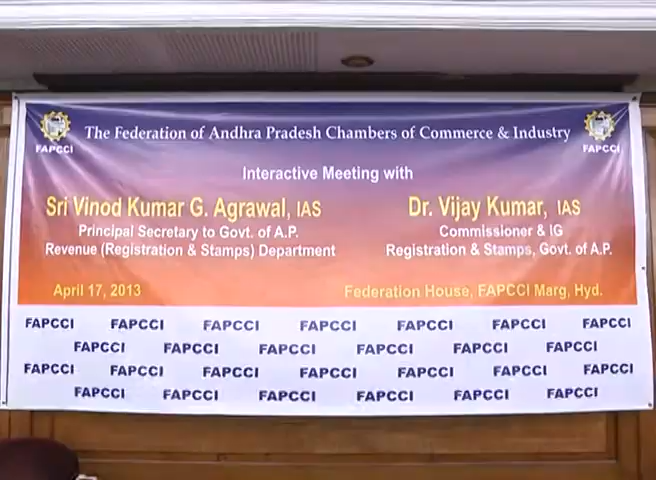 The Federation of Andhra Pradesh Chambers of Commerce & Industry
FAPCCI
FAPCCI
Interactive Meeting with
Sri Vinod Kumar G. Agrawal, IAS
Principal Secretary to Govt. of A.P.
Revenue (Registration & Stamps) Department
Dr. Vijay Kumar, IAS
Commissioner & IG
Registration & Stamps, Govt. of A.P.
April 17, 2013
Federation House, FAPCCI Marg, Hyd.
FAPCCI FAPCCI FAPCCI FAPCCI FAPCCI FAPCCI FAPCCI
FAPCCI FAPCCI FAPCCI FAPCCI FAPCCI FAPCCI
FAPCCI FAPCCI FAPCCI FAPCCI FAPCCI FAPCCI FAPCCI
FAPCCI FAPCCI FAPCCI FAPCCI FAPCCI FAPCCI